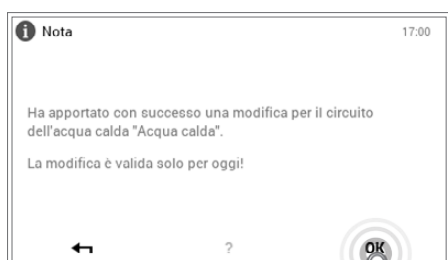 i Nota 17:00
Ha apportato con successo una modifica per il circuito
dell'acqua calda "Acqua calda".
La modifica è valida solo per oggi!
?
OK